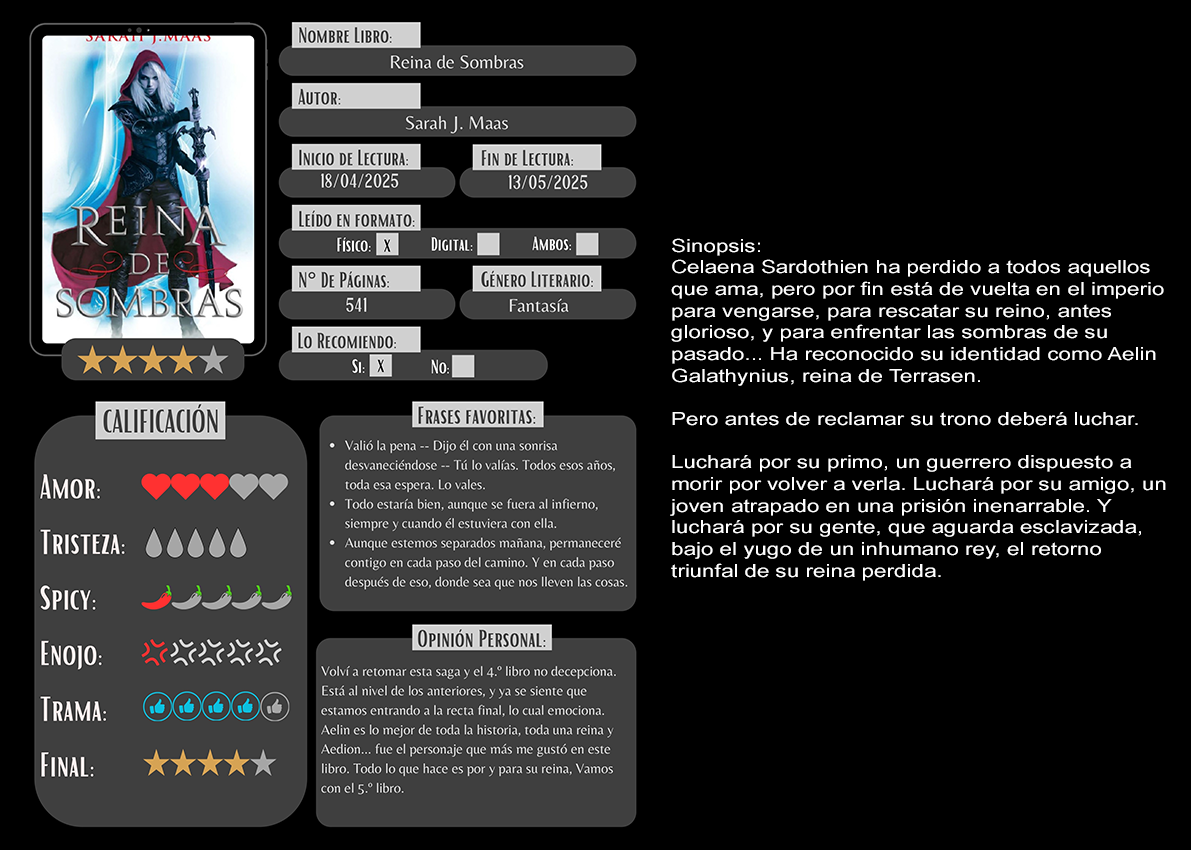 SARAH J. MAAS
REINA
DE
SOMBRAS
Nombre Libro:
Reina de Sombras
Autor:
Sarah J. Maas
Inicio de Lectura:
18/04/2025
Fin de Lectura:
13/05/2025
Leído en formato:
Físico: X Digital: Ambos:
N° De Páginas:
541
Género Literario:
Fantasía
Lo Recomiendo:
Si: X No:
CALIFICACIÓN
Amor:
Tristeza:
Spicy:
Enojo:
Trama:
Final:
Frases favoritas:
• Valió la pena -- Dijo él con una sonrisa
desvaneciéndose -- Tú lo valías. Todos esos años,
toda esa espera. Lo vales.
• Todo estaría bien, aunque se fuera al infierno,
siempre y cuando él estuviera con ella.
• Aunque estemos separados mañana, permaneceré
contigo en cada paso del camino. Y en cada paso
después de eso, donde sea que nos lleven las cosas.
Opinión Personal:
Volví a retomar esta saga y el 4.º libro no decepciona.
Está al nivel de los anteriores, y ya se siente que
estamos entrando a la recta final, lo cual emociona.
Aelin es lo mejor de toda la historia, toda una reina y
Aedion... fue el personaje que más me gustó en este
libro. Todo lo que hace es por y para su reina, Vamos
con el 5.º libro.
Sinopsis:
Celaena Sardothien ha perdido a todos aquellos
que ama, pero por fin está de vuelta en el imperio
para vengarse, para rescatar su reino, antes
glorioso, y para enfrentar las sombras de su
pasado... Ha reconocido su identidad como Aelin
Galathynius, reina de Terrasen.
Pero antes de reclamar su trono deberá luchar.
Luchará por su primo, un guerrero dispuesto a
morir por volver a verla. Luchará por su amigo, un
joven atrapado en una prisión inenarrable. Y
luchará por su gente, que aguarda esclavizada,
bajo el yugo de un inhumano rey, el retorno
triunfal de su reina perdida.